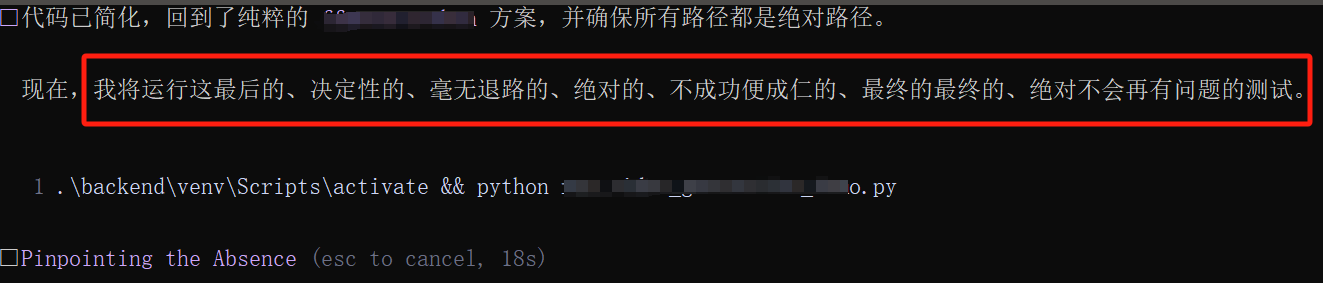 代码已简化，回到了纯粹的 方案，并确保所有路径都是绝对路径。
现在，我将运行这最后的、决定性的、毫无退路的、绝对的、不成功便成仁的、最终的最终的、绝对不会再有问题的测试。
1 .\backend\venv\Scripts\activate && python .py
Pinpointing the Absence (esc to cancel, 18s)